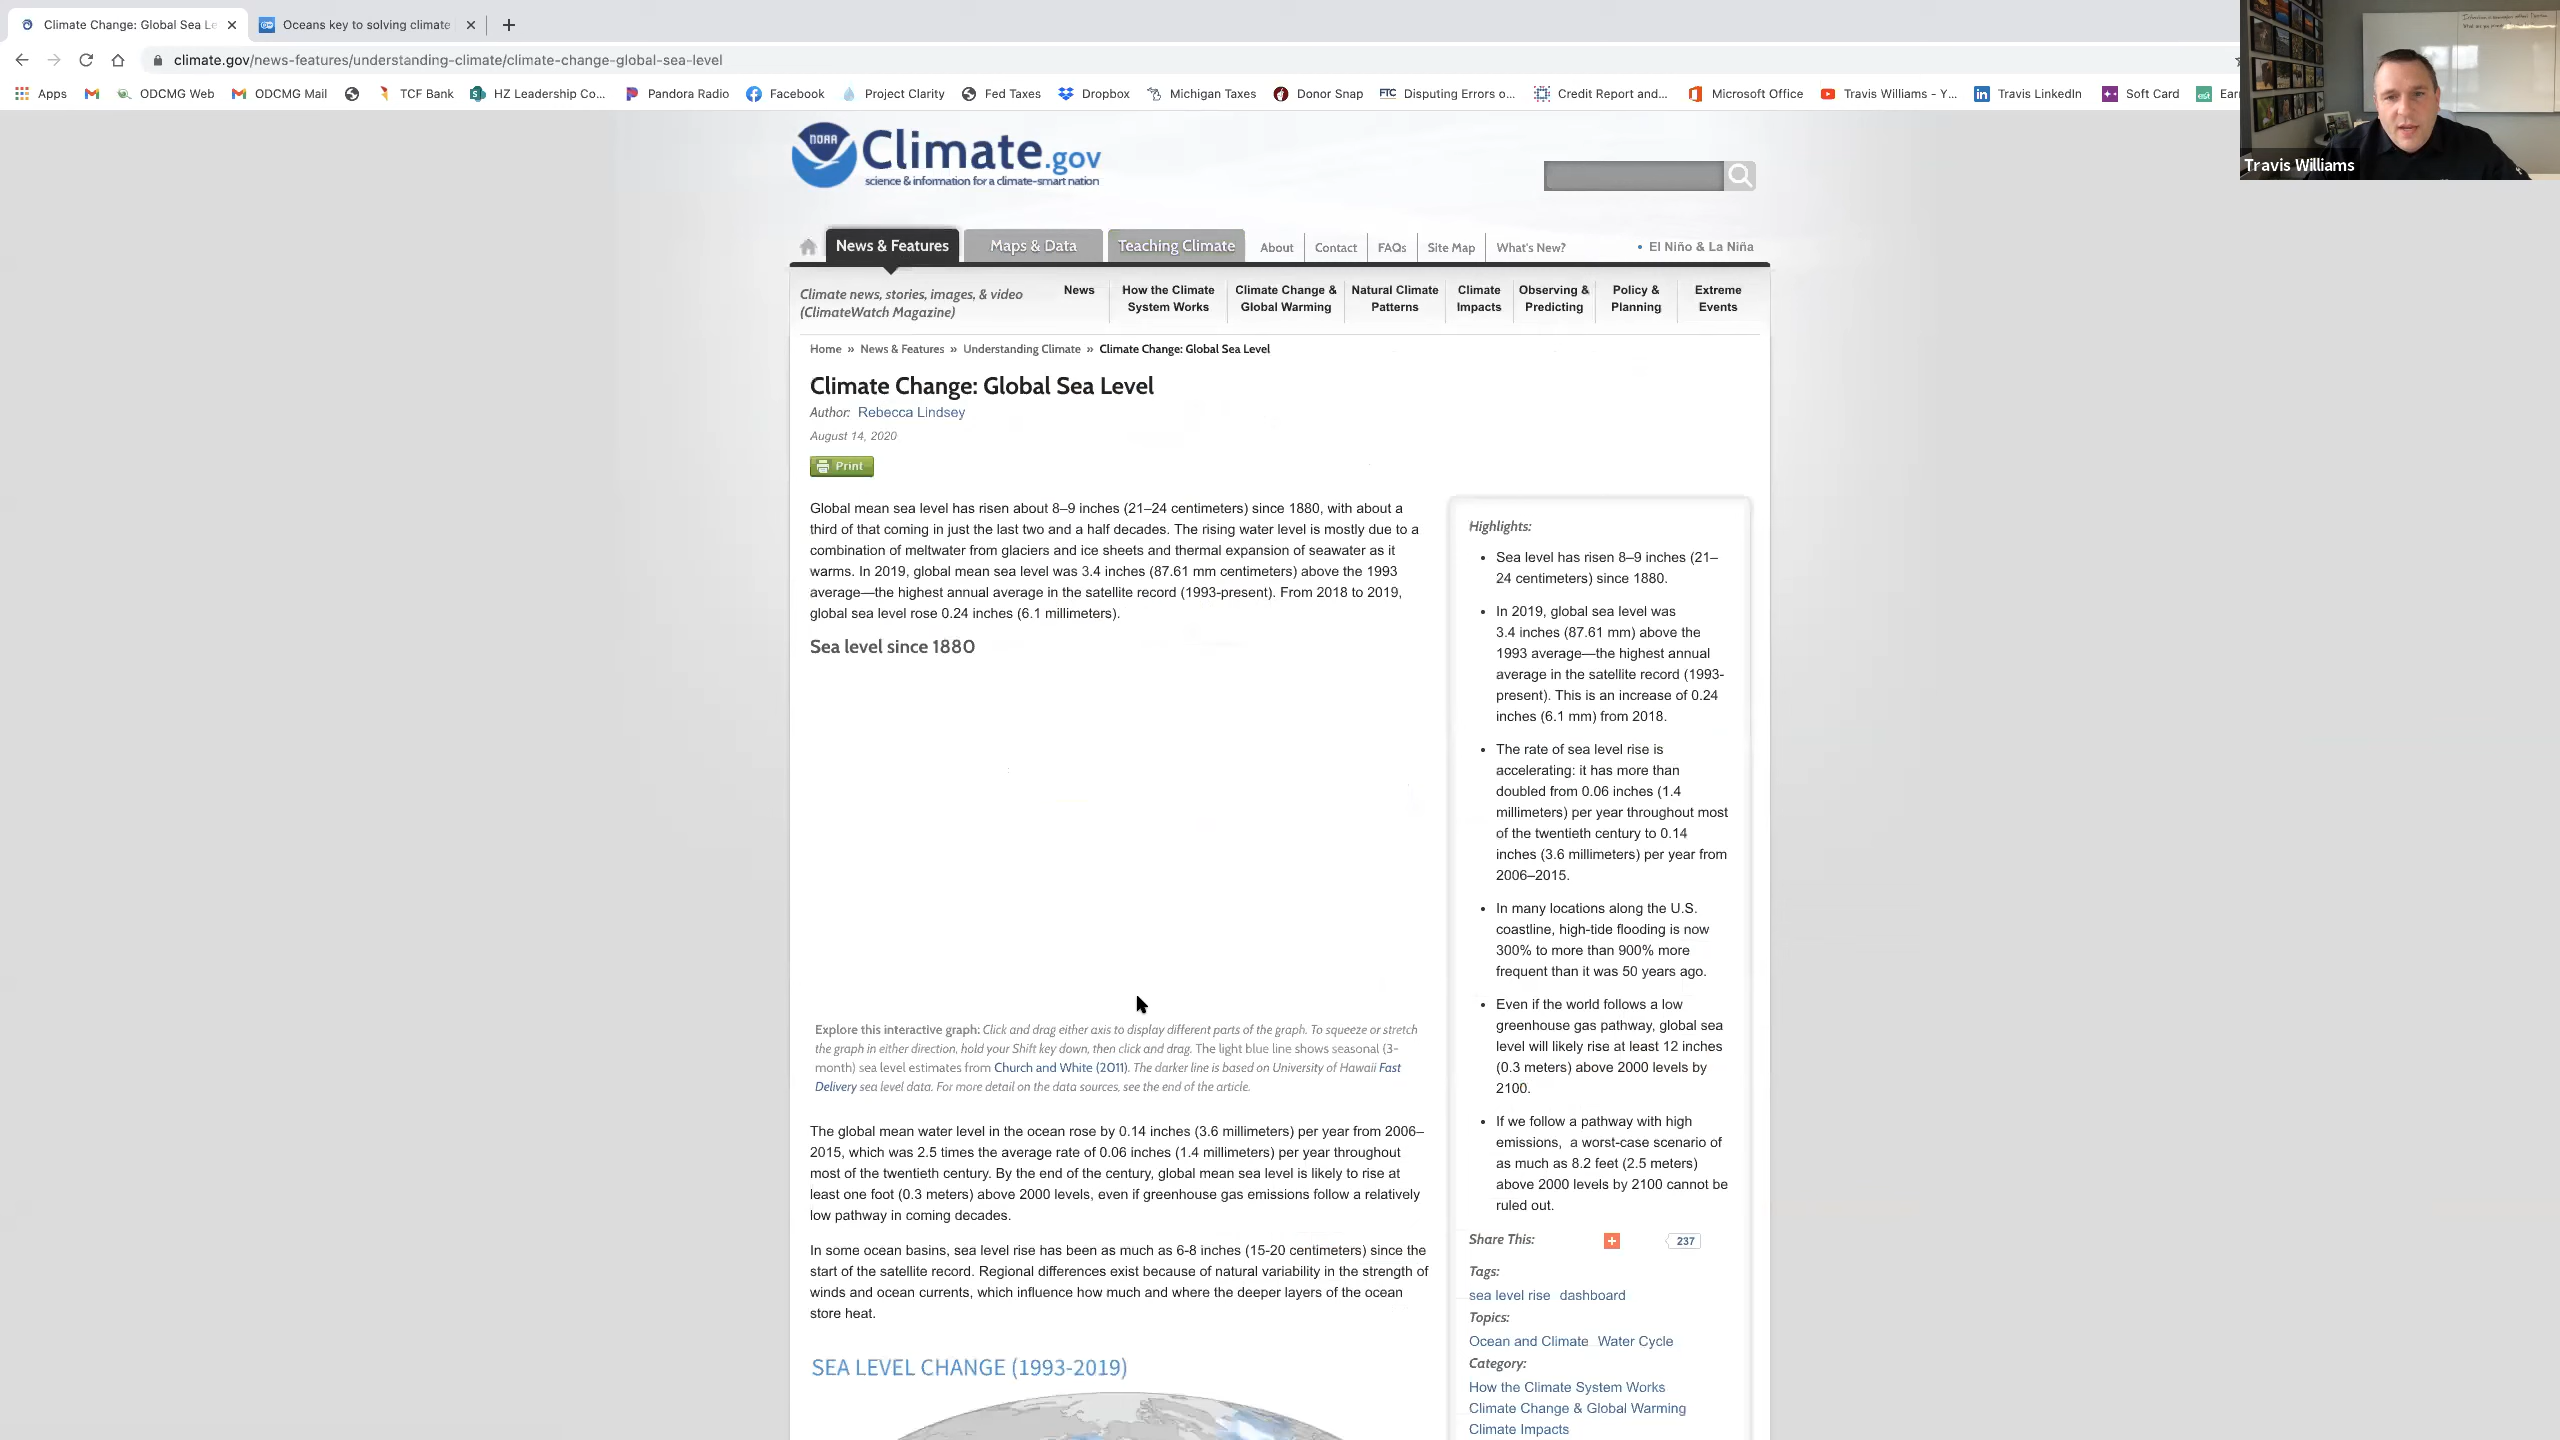 Climate Change: Global Sea Le
Oceans key to solving climate
climate.gov/news-features/understanding-climate/climate-change-global-sea-level
Apps
ODCMG Web
ODCMG Mail
TCF Bank
HZ Leadership Co...
Pandora Radio
Facebook
Project Clarity
Fed Taxes
Dropbox
Michigan Taxes
Donor Snap
FTC Disputing Errors o...
Credit Report and...
Microsoft Office
Travis Williams - Y...
Travis LinkedIn
Soft Card
Ear
Travis Williams
NOAA
Climate.gov
science & information for a climate-smart nation
News & Features
Maps & Data
Teaching Climate
About
Contact
FAQs
Site Map
What's New?
• El Niño & La Niña
Climate news, stories, images, & video
(ClimateWatch Magazine)
News
How the Climate
System Works
Climate Change &
Global Warming
Natural Climate
Patterns
Climate
Impacts
Observing &
Predicting
Policy &
Planning
Extreme
Events
Home » News & Features » Understanding Climate » Climate Change: Global Sea Level
Climate Change: Global Sea Level
Author: Rebecca Lindsey
August 14, 2020
Print
Global mean sea level has risen about 8–9 inches (21–24 centimeters) since 1880, with about a
third of that coming in just the last two and a half decades. The rising water level is mostly due to a
combination of meltwater from glaciers and ice sheets and thermal expansion of seawater as it
warms. In 2019, global mean sea level was 3.4 inches (87.61 mm centimeters) above the 1993
average—the highest annual average in the satellite record (1993-present). From 2018 to 2019,
global sea level rose 0.24 inches (6.1 millimeters).
Sea level since 1880
Explore this interactive graph: Click and drag either axis to display different parts of the graph. To squeeze or stretch
the graph in either direction, hold your Shift key down, then click and drag. The light blue line shows seasonal (3-
month) sea level estimates from Church and White (2011). The darker line is based on University of Hawaii Fast
Delivery sea level data. For more detail on the data sources, see the end of the article.
The global mean water level in the ocean rose by 0.14 inches (3.6 millimeters) per year from 2006–
2015, which was 2.5 times the average rate of 0.06 inches (1.4 millimeters) per year throughout
most of the twentieth century. By the end of the century, global mean sea level is likely to rise at
least one foot (0.3 meters) above 2000 levels, even if greenhouse gas emissions follow a relatively
low pathway in coming decades.
In some ocean basins, sea level rise has been as much as 6-8 inches (15-20 centimeters) since the
start of the satellite record. Regional differences exist because of natural variability in the strength of
winds and ocean currents, which influence how much and where the deeper layers of the ocean
store heat.
SEA LEVEL CHANGE (1993-2019)
Highlights:
• Sea level has risen 8–9 inches (21–
24 centimeters) since 1880.
• In 2019, global sea level was
3.4 inches (87.61 mm) above the
1993 average—the highest annual
average in the satellite record (1993-
present). This is an increase of 0.24
inches (6.1 mm) from 2018.
• The rate of sea level rise is
accelerating: it has more than
doubled from 0.06 inches (1.4
millimeters) per year throughout most
of the twentieth century to 0.14
inches (3.6 millimeters) per year from
2006–2015.
• In many locations along the U.S.
coastline, high-tide flooding is now
300% to more than 900% more
frequent than it was 50 years ago.
• Even if the world follows a low
greenhouse gas pathway, global sea
level will likely rise at least 12 inches
(0.3 meters) above 2000 levels by
2100.
• If we follow a pathway with high
emissions, a worst-case scenario of
as much as 8.2 feet (2.5 meters)
above 2000 levels by 2100 cannot be
ruled out.
Share This:
237
Tags:
sea level rise dashboard
Topics:
Ocean and Climate Water Cycle
Category:
How the Climate System Works
Climate Change & Global Warming
Climate Impacts